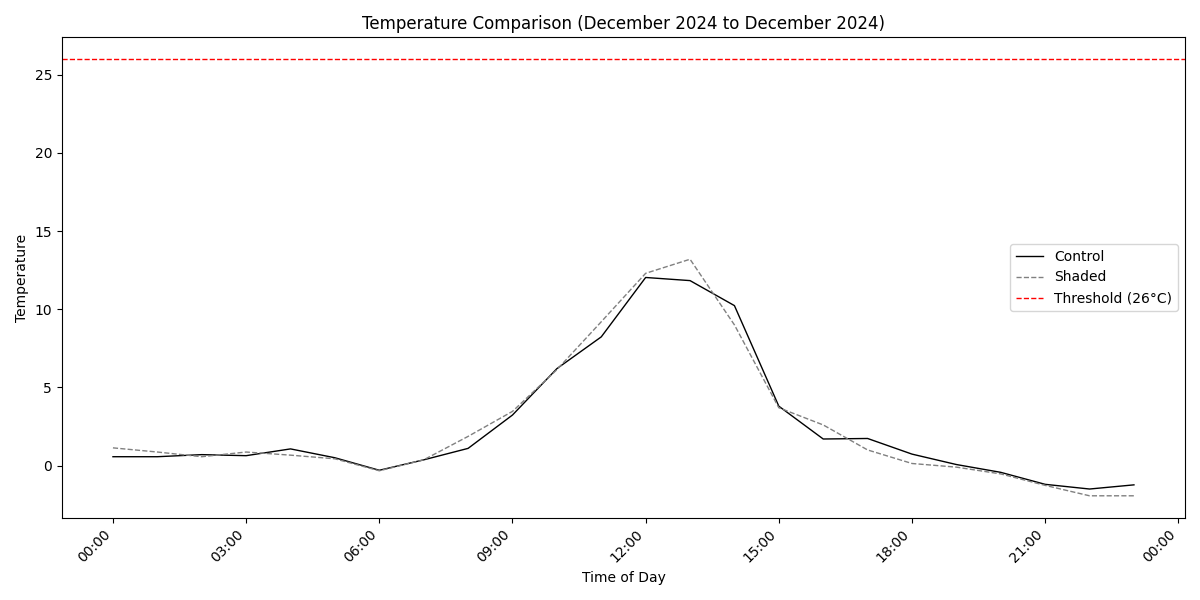 Temperature Comparison (December 2024 to December 2024)
Temperature
25
20
15
10
5
0
Control
Shaded
Threshold (26°C)
00:00
03:00
06:00
09:00
12:00
15:00
18:00
21:00
00:00
Time of Day